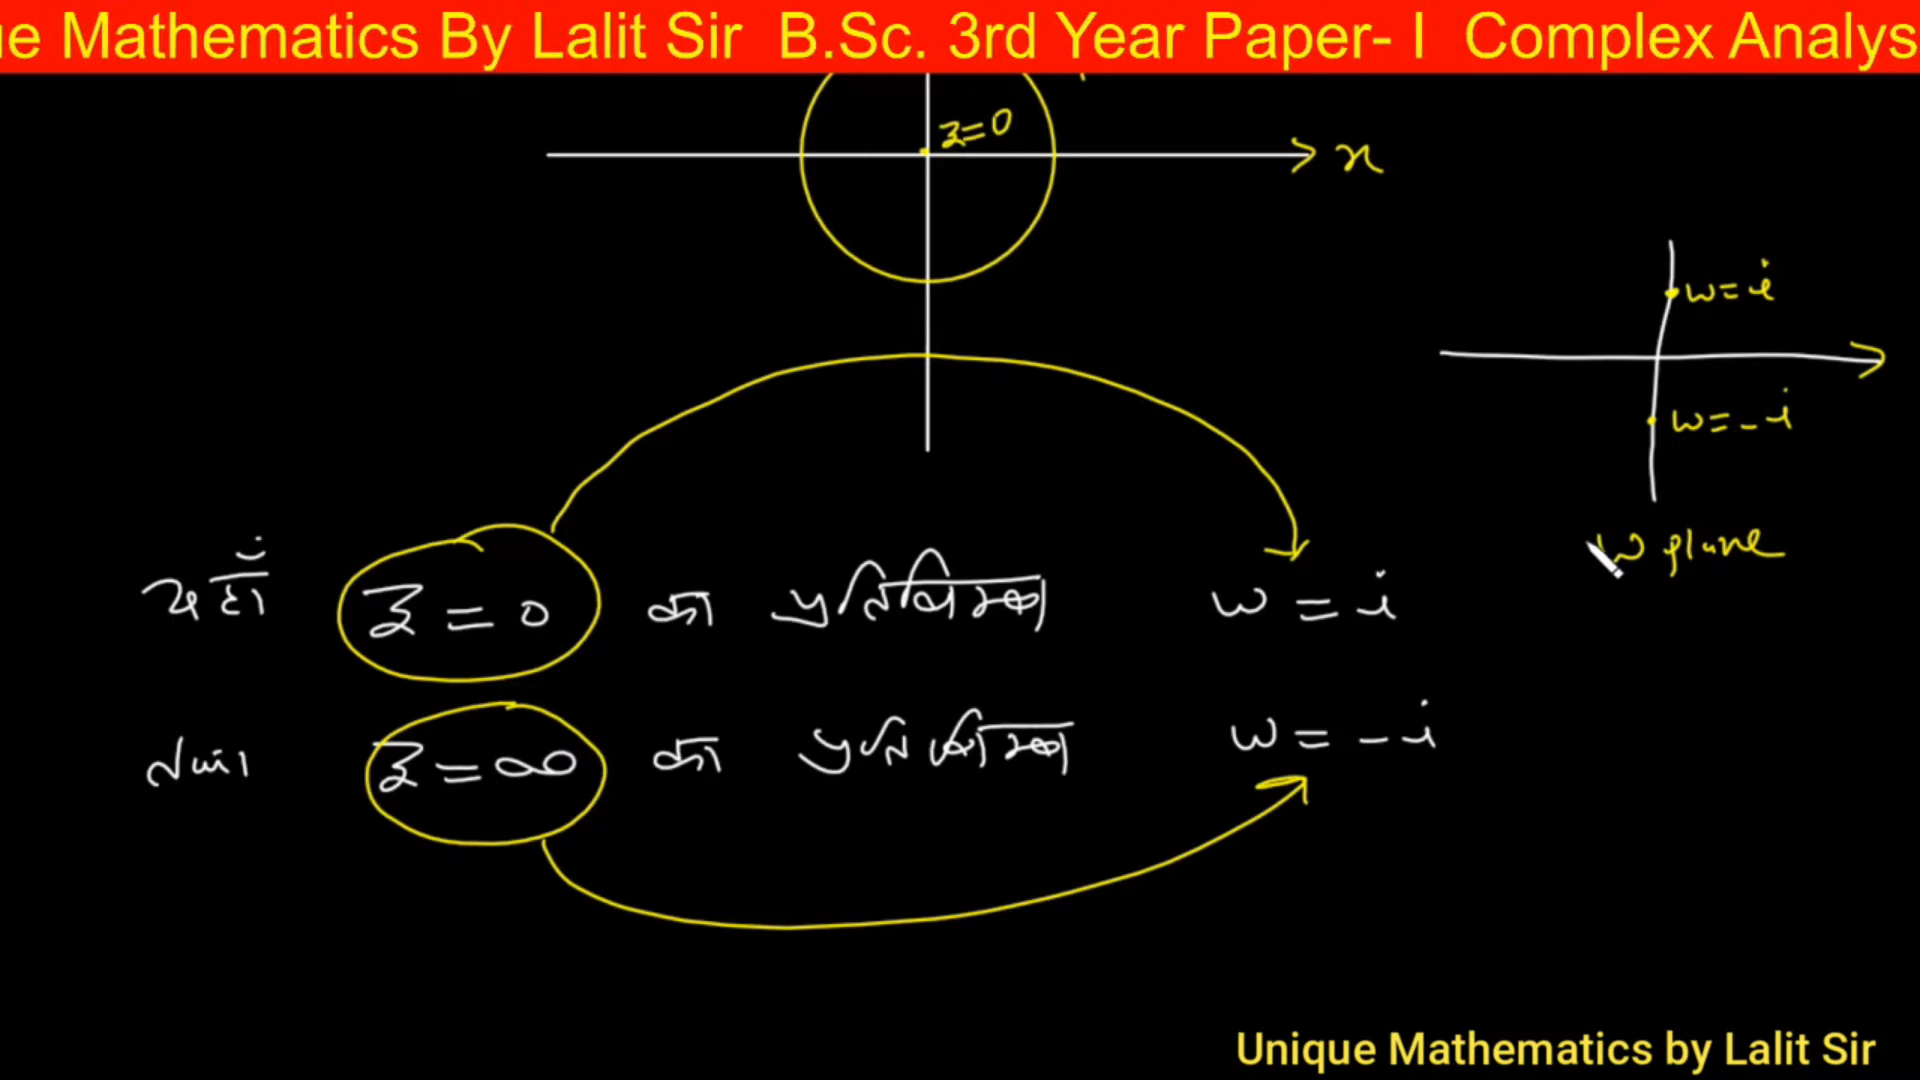 ue Mathematics By Lalit Sir B.Sc. 3rd Year Paper- I Complex Analys
z=0
x
w=i
w=-i
w plane
यहाँ z=0 का प्रतिबिम्ब w=i
तथा z=∞ का प्रतिबिम्ब w=-i
Unique Mathematics by Lalit Sir